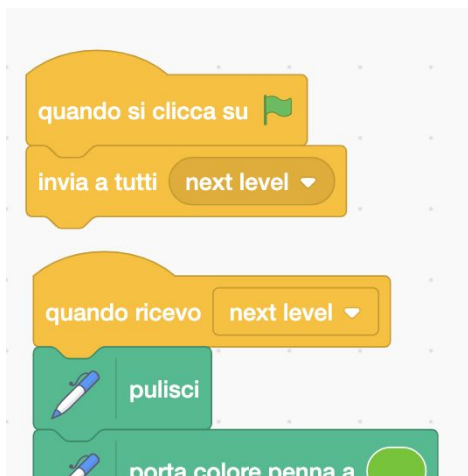 quando si clicca su
invia a tutti next level
quando ricevo next level
pulisci
porta colore penna a